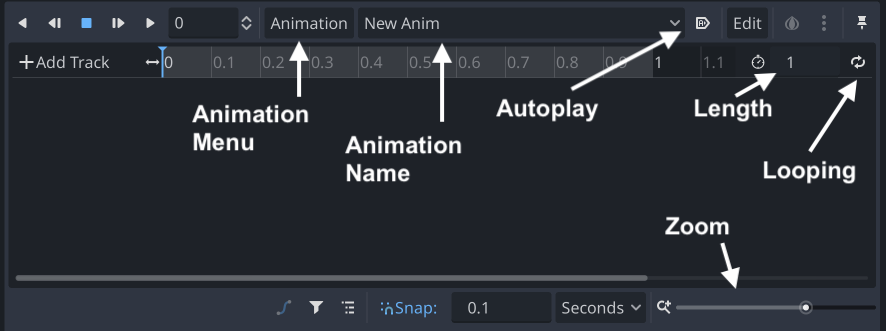 0 Animation New Anim Edit
+ Add Track 0 0.1 0.2 0.3 0.4 0.5 0.6 0.7 0.8 0.9 1 1.1 1
Animation
Menu
Animation
Name
Autoplay
Length
Looping
Zoom
Snap: 0.1 Seconds